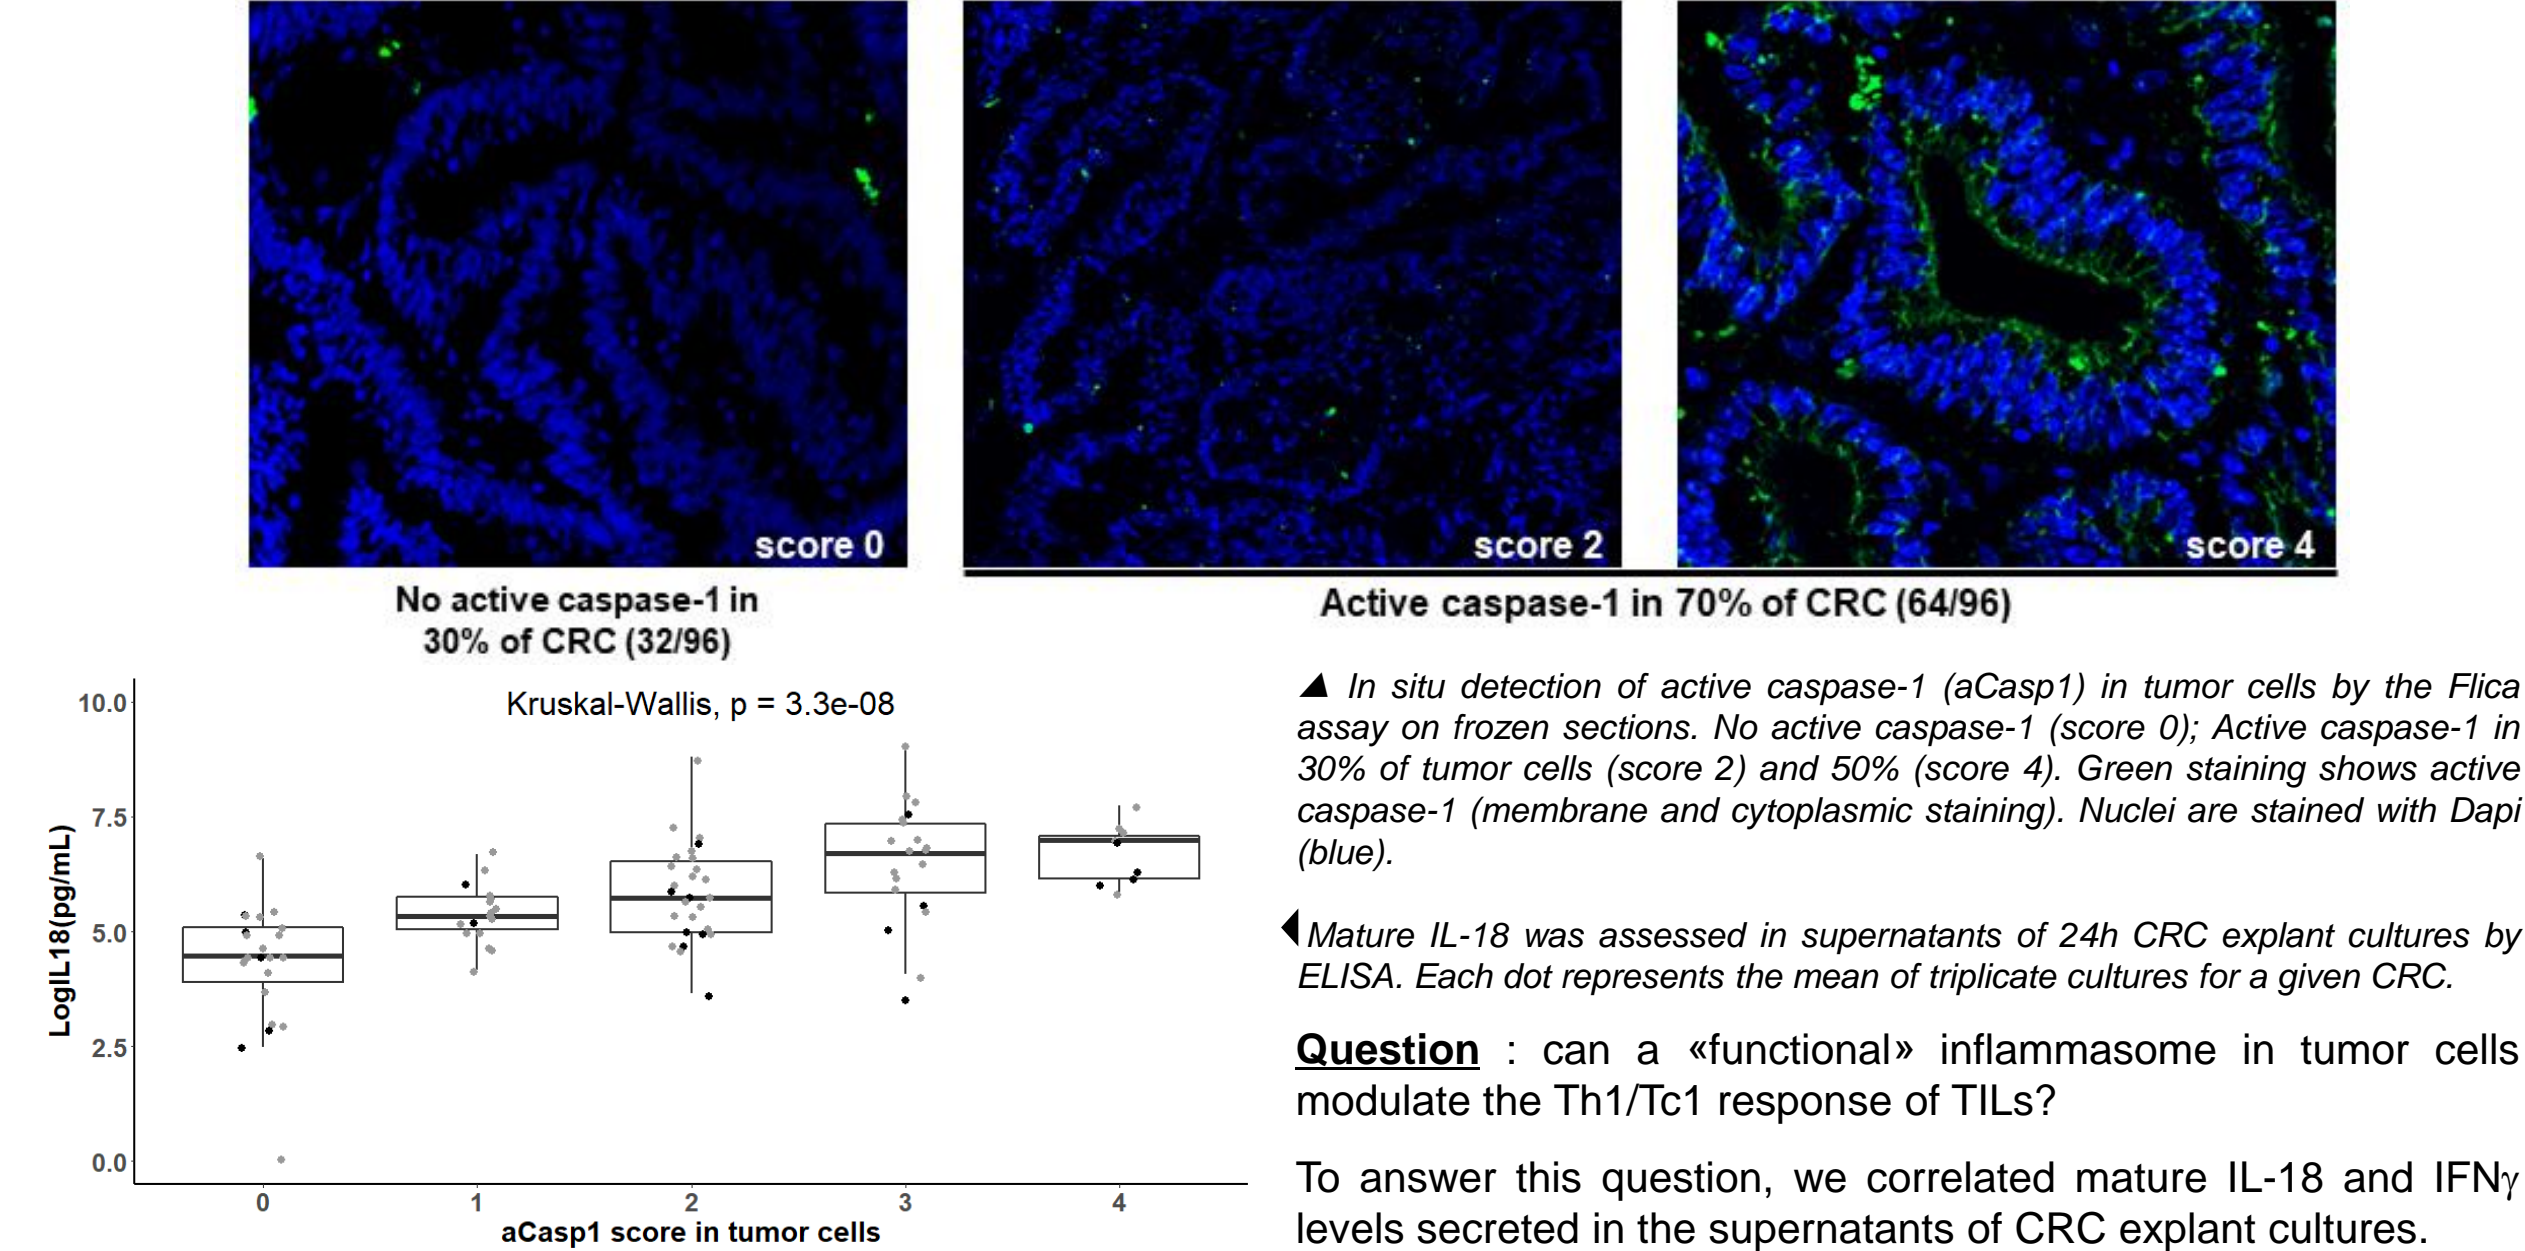 score 0
score 2
score 4
No active caspase-1 in
30% of CRC (32/96)
Active caspase-1 in 70% of CRC (64/96)
Kruskal-Wallis, p = 3.3e-08
10.0
7.5
5.0
2.5
0.0
LogIL18(pg/mL)
0 1 2 3 4
aCasp1 score in tumor cells
In situ detection of active caspase-1 (aCasp1) in tumor cells by the Flica
assay on frozen sections. No active caspase-1 (score 0); Active caspase-1 in
30% of tumor cells (score 2) and 50% (score 4). Green staining shows active
caspase-1 (membrane and cytoplasmic staining). Nuclei are stained with Dapi
(blue).
Mature IL-18 was assessed in supernatants of 24h CRC explant cultures by
ELISA. Each dot represents the mean of triplicate cultures for a given CRC.
Question : can a «functional» inflammasome in tumor cells
modulate the Th1/Tc1 response of TILs?
To answer this question, we correlated mature IL-18 and IFNγ
levels secreted in the supernatants of CRC explant cultures.